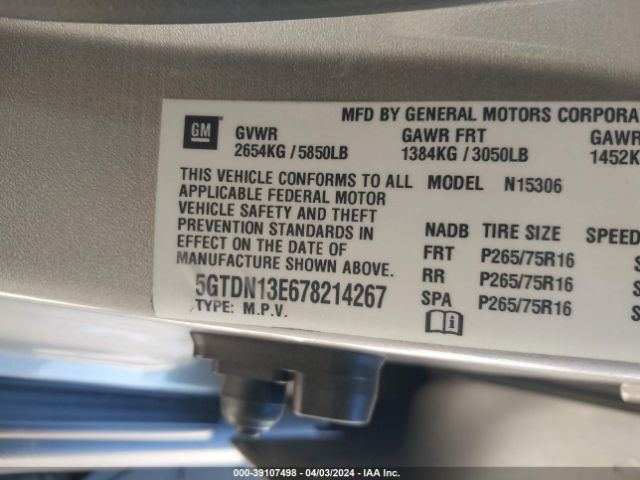 MFD BY GENERAL MOTORS CORPORA
GM
GVWR GAWR FRT GAWR
2654KG / 5850LB 1384KG / 3050LB 1452K
THIS VEHICLE CONFORMS TO ALL MODEL N15306
APPLICABLE FEDERAL MOTOR
VEHICLE SAFETY AND THEFT
PREVENTION STANDARDS IN
EFFECT ON THE DATE OF
MANUFACTURE SHOWN ABOVE.
NADB TIRE SIZE SPEED
FRT P265/75R16 S
RR P265/75R16 S
SPA P265/75R16 S
5GTDN13E678214267
TYPE: M.P.V.
000-39107498 - 04/03/2024 - IAA Inc.